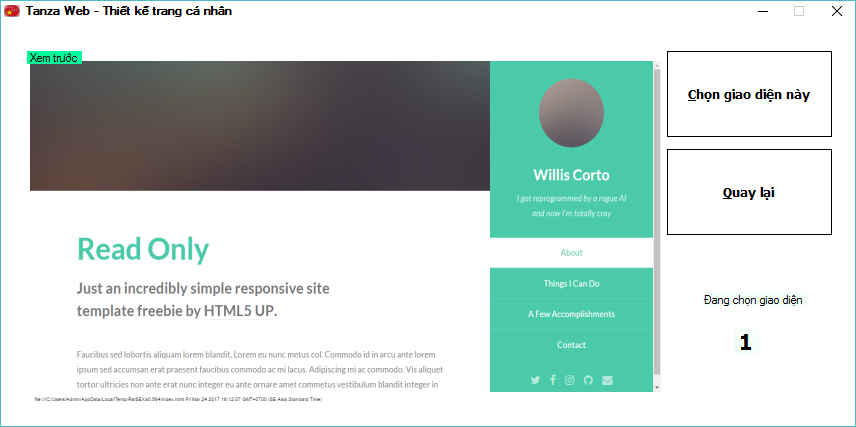 Tanza Web - Thiết kế trang cá nhân
Xem trước
Willis Corto
I got reprogrammed by a rogue AI
and now I'm totally cray
About
Things I Can Do
A Few Accomplishments
Contact
Read Only
Just an incredibly simple responsive site
template freebie by HTML5 UP.
Faucibus sed lobortis aliquam lorem blandit. Lorem eu nunc metus col. Commodo id in arcu ante lorem
ipsum sed accumsan erat praesent faucibus commodo ac mi lacus. Adipiscing mi ac commodo. Vis aliquet
tortor ultricies non ante erat nunc integer eu ante ornare amet commetus vestibulum blandit integer in
file:///C:/Users/Admin/AppData/Local/Temp/Rar$EXa0.594/index.html Fri Mar 24 2017 19:12:07 GMT+0700 (SE Asia Standard Time)
Chọn giao diện này
Quay lại
Đang chọn giao diện
1